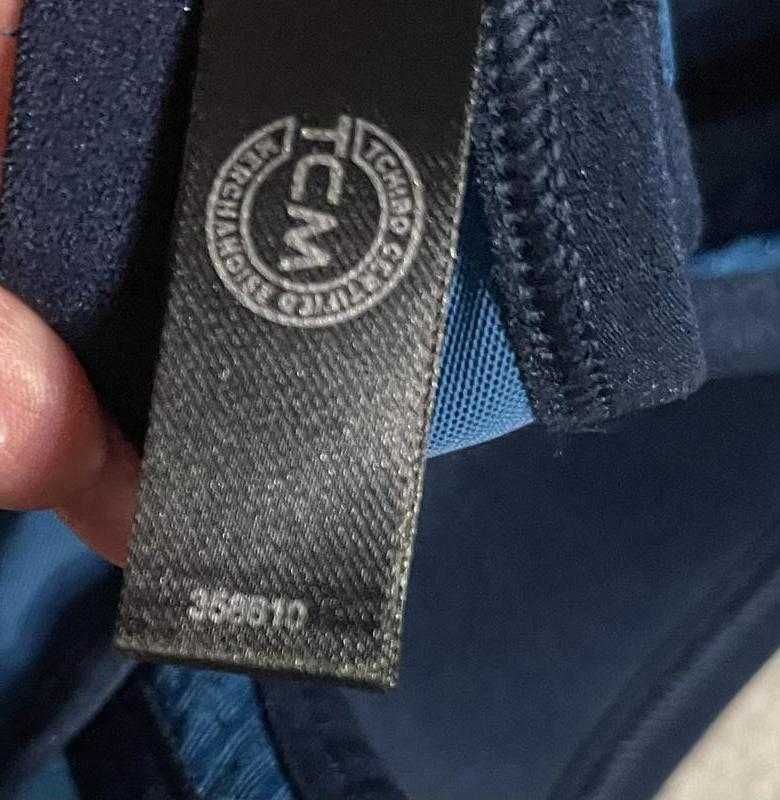 TCM
TCHIBO CERTIFIED MERCHANDISE
358610